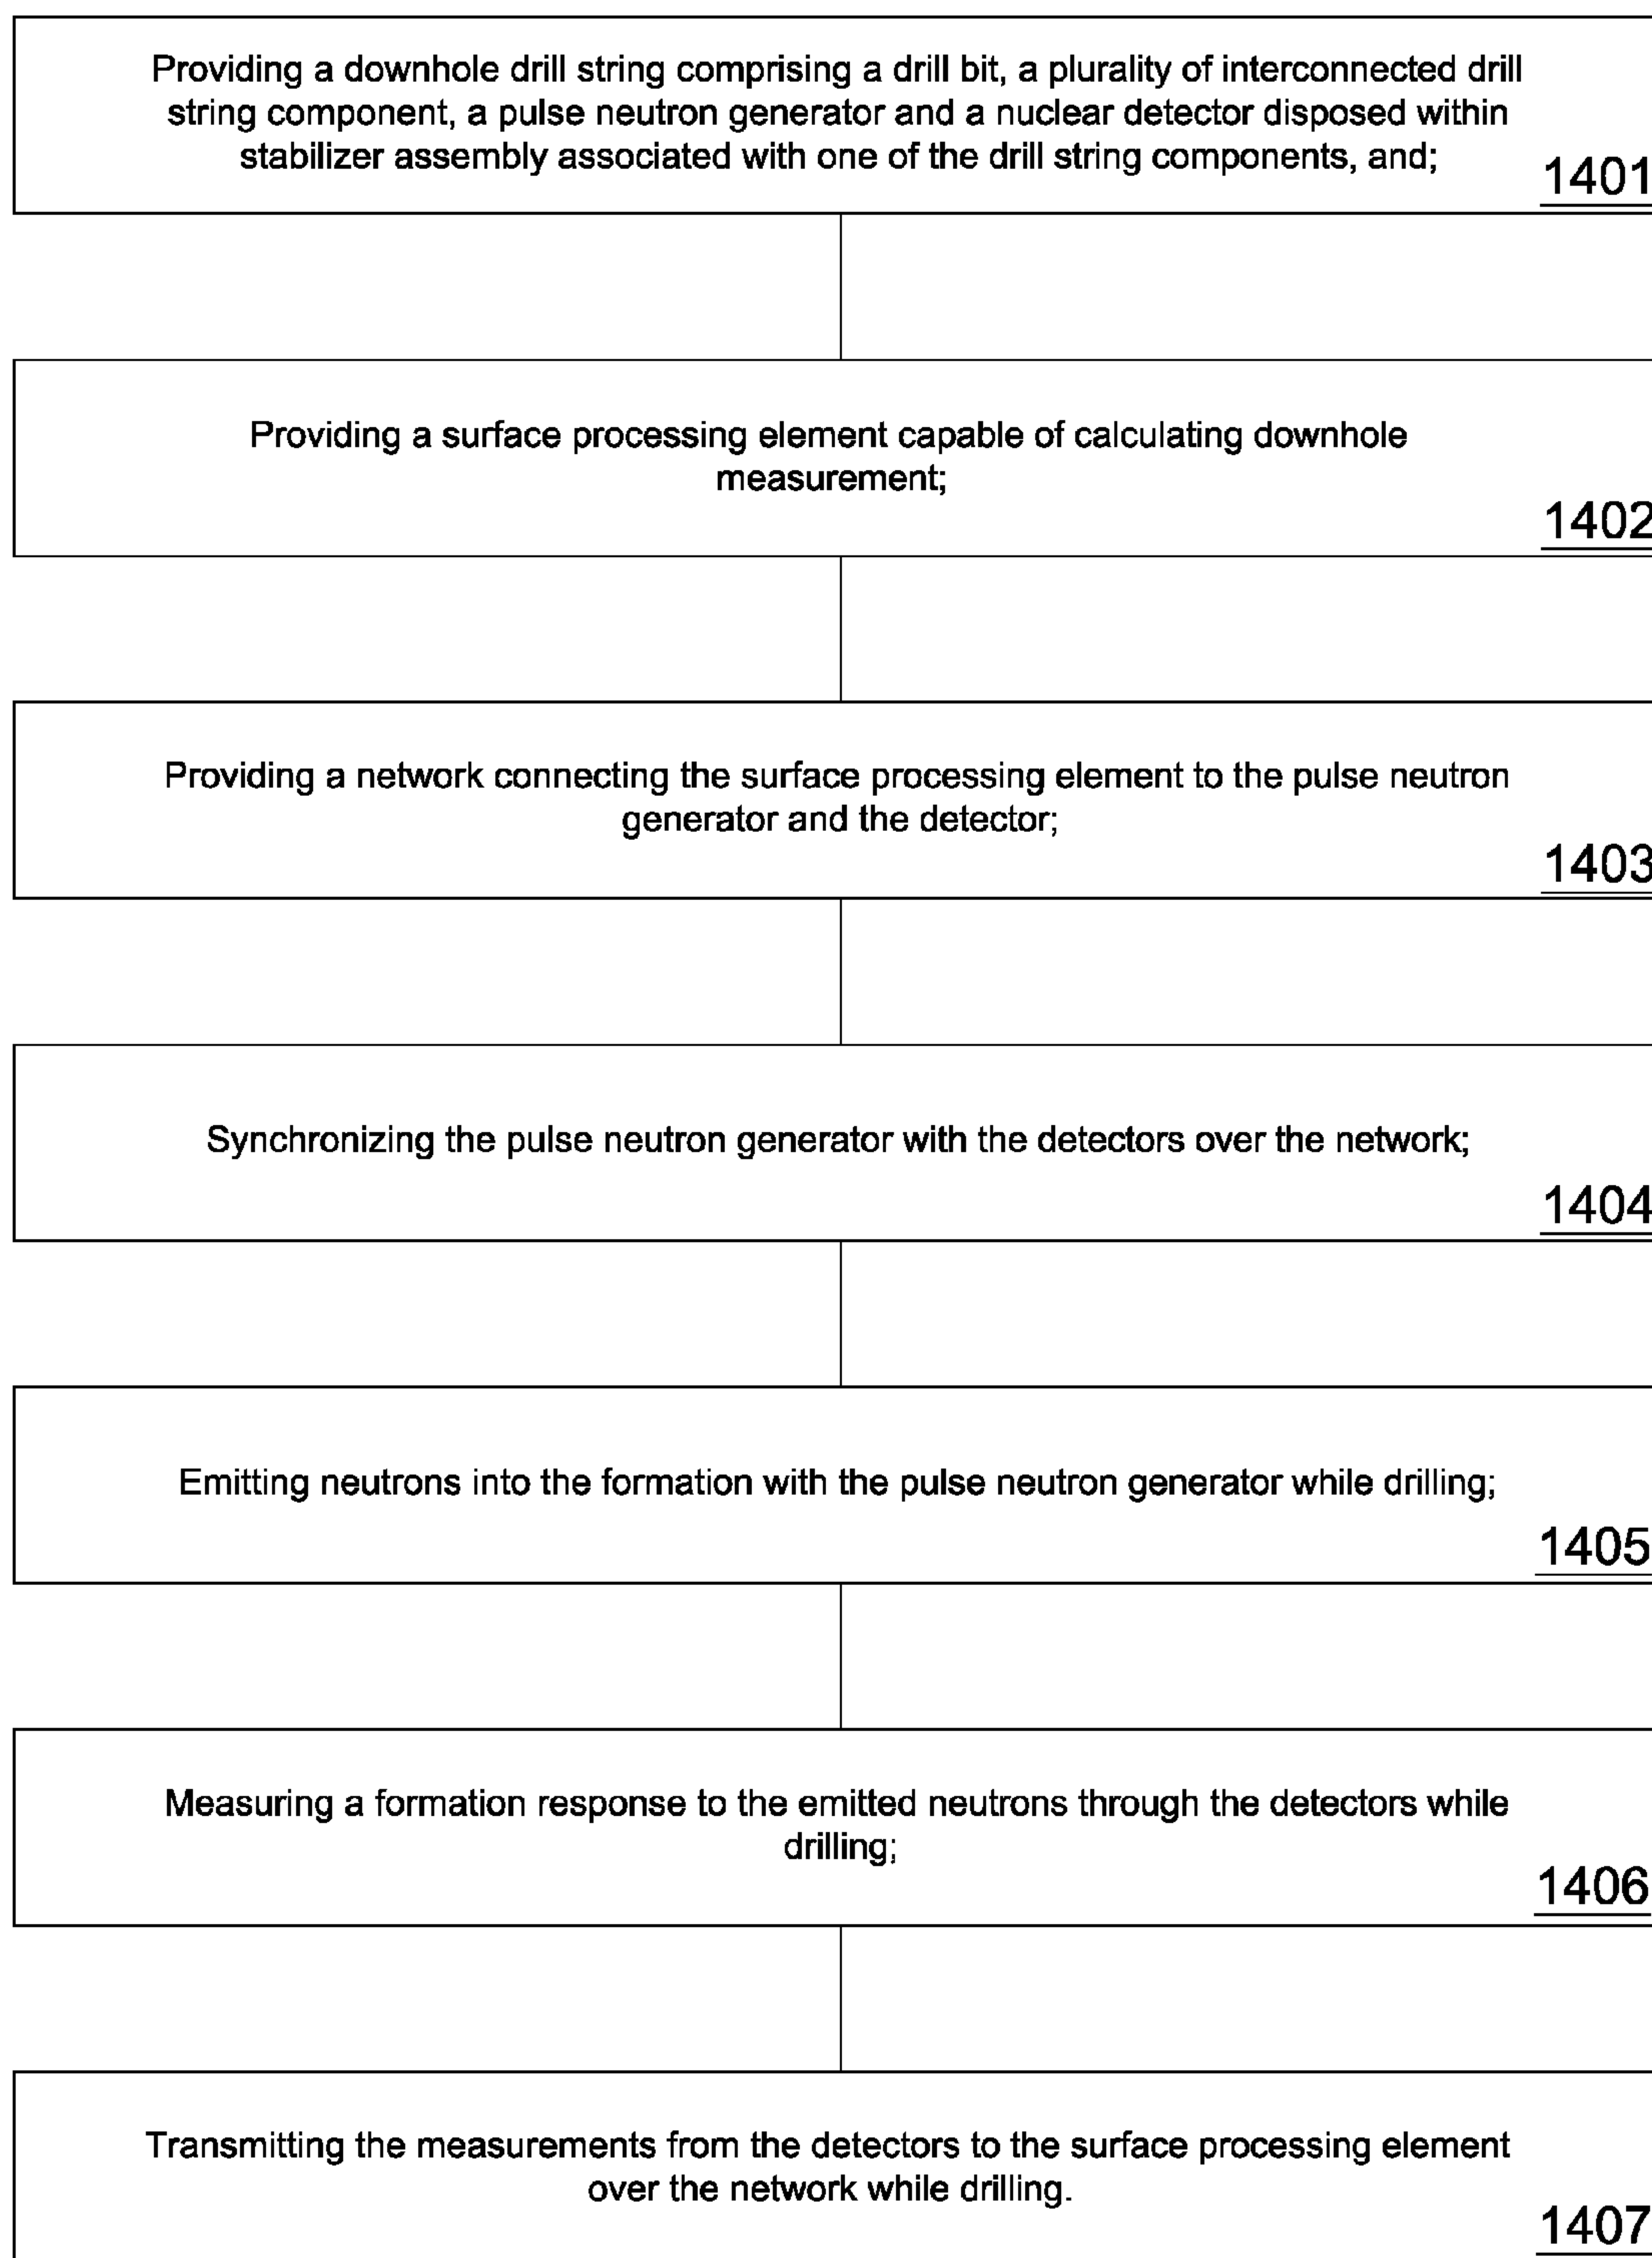 Providing a downhole drill string comprising a drill bit, a plurality of interconnected drill
string component, a pulse neutron generator and a nuclear detector disposed within
stabilizer assembly associated with one of the drill string components, and;
1401
Providing a surface processing element capable of calculating downhole
measurement;
1402
Providing a network connecting the surface processing element to the pulse neutron
generator and the detector;
1403
Synchronizing the pulse neutron generator with the detectors over the network;
1404
Emitting neutrons into the formation with the pulse neutron generator while drilling;
1405
Measuring a formation response to the emitted neutrons through the detectors while
drilling;
1406
Transmitting the measurements from the detectors to the surface processing element
over the network while drilling.
1407